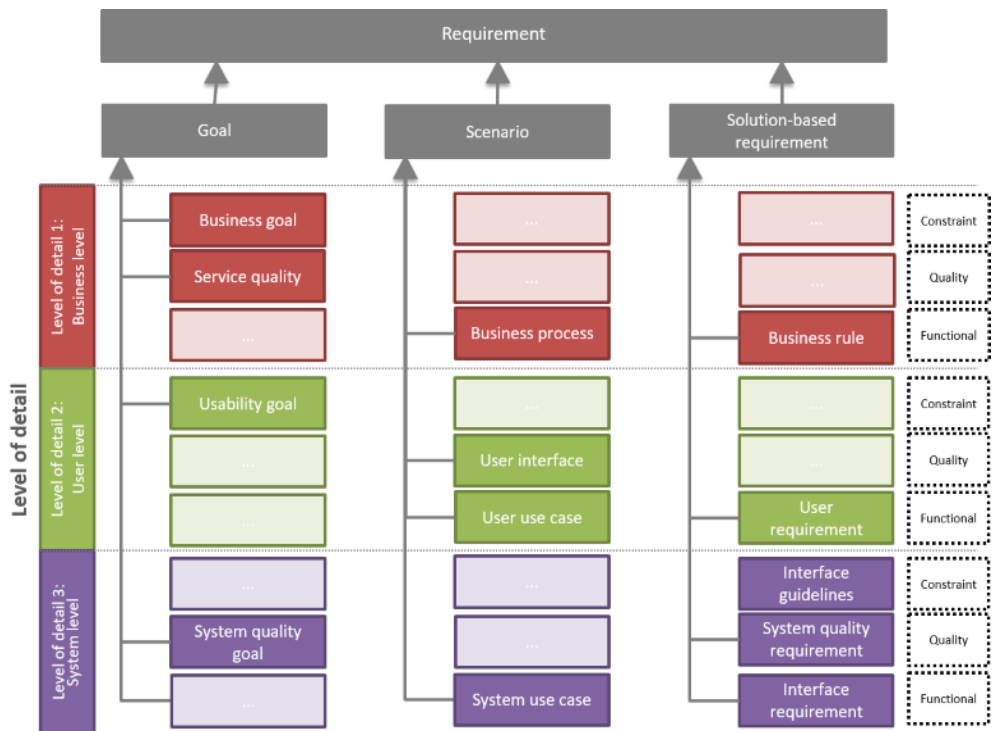 Requirement
Goal
Scenario
Solution-based
requirement
Level of detail
Level of detail 1:
Business level
Business goal
...
...
Constraint
Service quality
...
...
Quality
...
Business process
Business rule
Functional
Level of detail 2:
User level
Usability goal
...
...
Constraint
...
User interface
...
Quality
...
User use case
User
requirement
Functional
Level of detail 3:
System level
...
...
Interface
guidelines
Constraint
System quality
goal
...
System quality
requirement
Quality
...
System use case
Interface
requirement
Functional